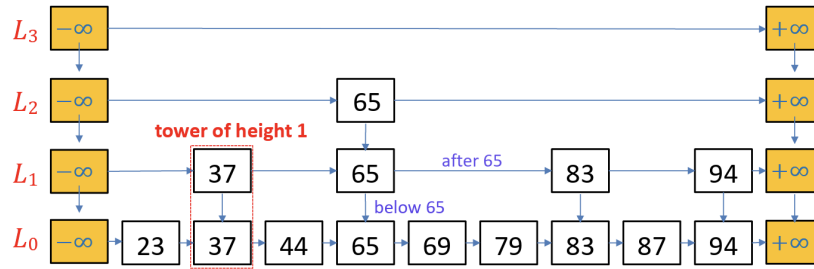 L₃ −∞ +∞
L₂ −∞ 65 +∞
tower of height 1
L₁ −∞ 37 65 after 65 83 94 +∞
below 65
L₀ −∞ 23 37 44 65 69 79 83 87 94 +∞